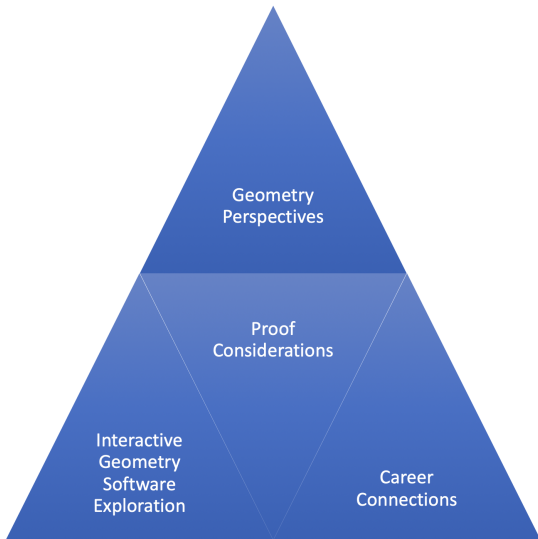 Geometry
Perspectives
Proof
Considerations
Interactive
Geometry
Software
Exploration
Career
Connections